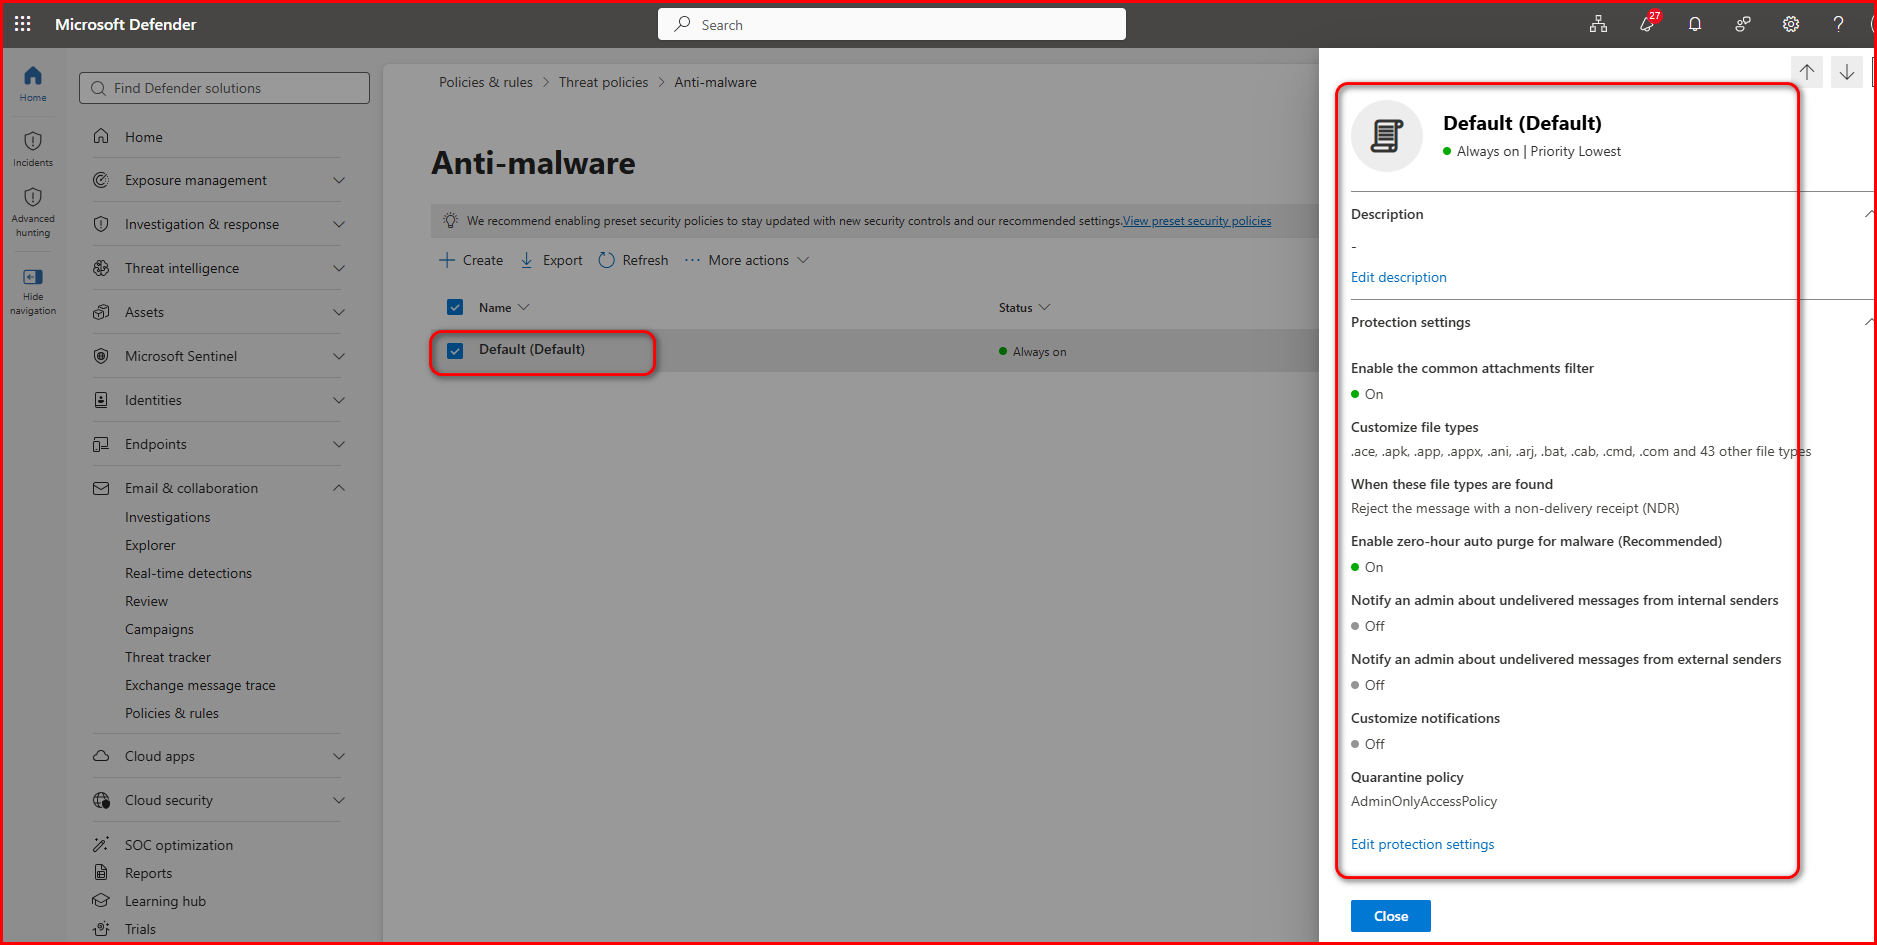 Microsoft Defender
Search
27
Home
Incidents
Advanced
hunting
Hide
navigation
Find Defender solutions
Home
Exposure management
Investigation & response
Threat intelligence
Assets
Microsoft Sentinel
Identities
Endpoints
Email & collaboration
Investigations
Explorer
Real-time detections
Review
Campaigns
Threat tracker
Exchange message trace
Policies & rules
Cloud apps
Cloud security
SOC optimization
Reports
Learning hub
Trials
Policies & rules > Threat policies > Anti-malware
Anti-malware
We recommend enabling preset security policies to stay updated with new security controls and our recommended settings.View preset security policies
Create Export Refresh ··· More actions
Name Status
Default (Default) Always on
Default (Default)
Always on | Priority Lowest
Description
-
Edit description
Protection settings
Enable the common attachments filter
On
Customize file types
.ace, .apk, .app, .appx, .ani, .arj, .bat, .cab, .cmd, .com and 43 other file types
When these file types are found
Reject the message with a non-delivery receipt (NDR)
Enable zero-hour auto purge for malware (Recommended)
On
Notify an admin about undelivered messages from internal senders
Off
Notify an admin about undelivered messages from external senders
Off
Customize notifications
Off
Quarantine policy
AdminOnlyAccessPolicy
Edit protection settings
Close